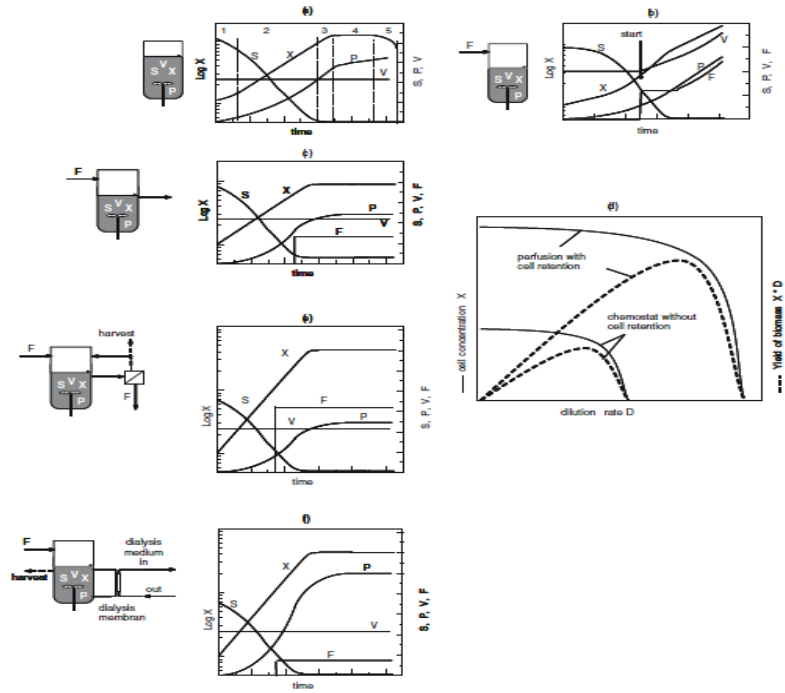 (a)
1 2 3 4 5
S X P V
S V X
P
Log X
S, P, V
time
(b)
start
F
S V X
P
S X V P F
Log X
S, P, V, F
time
(c)
F
S V X
P
S X P V F
Log X
S, P, V, F
time
(d)
perfusion with
cell retention
chemostat without
cell retention
cell concentration X
Yield of biomass X*D
dilution rate D
(e)
harvest
F
S V X
P
F
X
S F V P
Log X
S, P, V, F
time
(f)
F
dialysis
medium
in
harvest
S V X
P
out
dialysis
membran
X
P
S V F
Log X
S, P, V, F
time